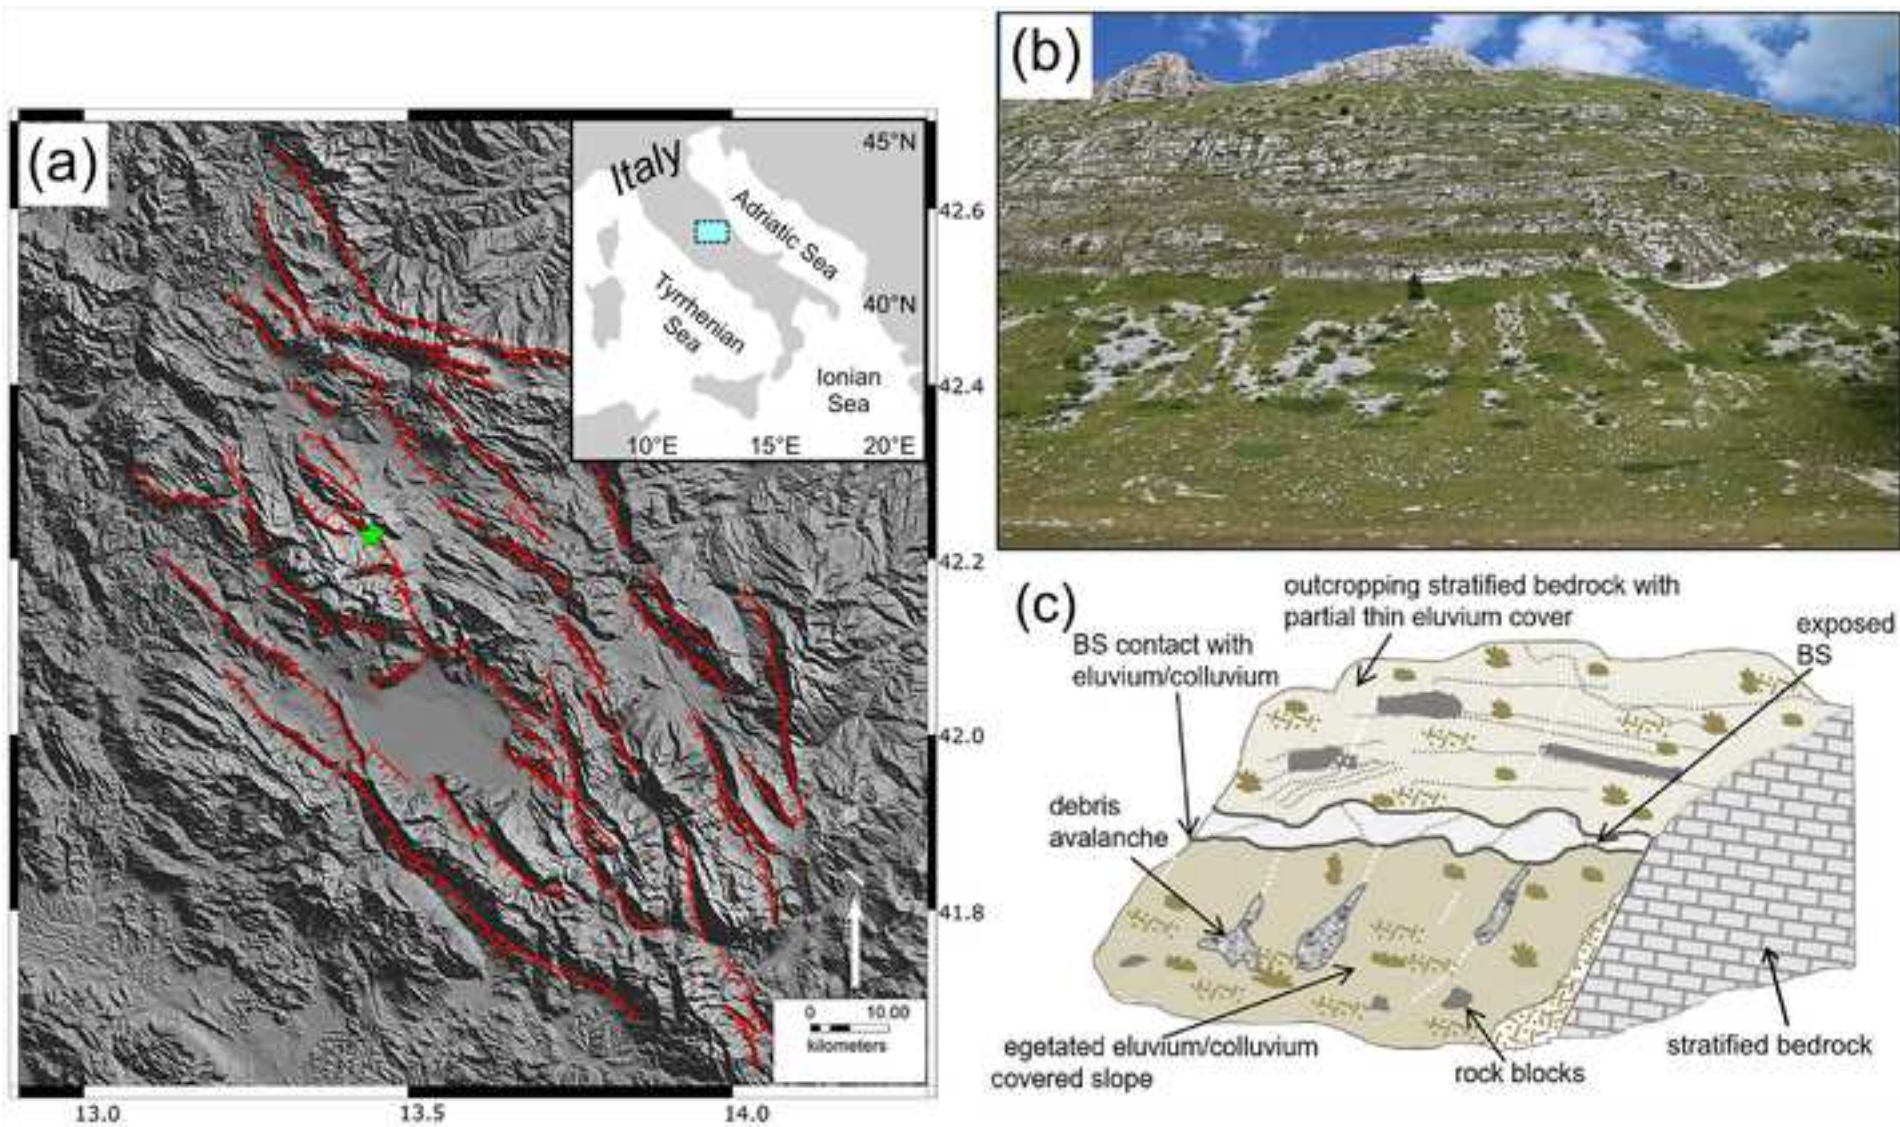 (a)
Italy
45°N
Adriatic Sea
40°N
Tyrrhenian
Sea
Ionian
Sea
10°E
15°E
20°E
42.6
42.4
42.2
42.0
41.8
0
10.00
kilometers
13.0
13.5
14.0
(b)
(c)
outcropping stratified bedrock with
partial thin eluvium cover
BS contact with
eluvium/colluvium
exposed
BS
debris
avalanche
egetated eluvium/colluvium
covered slope
rock blocks
stratified bedrock